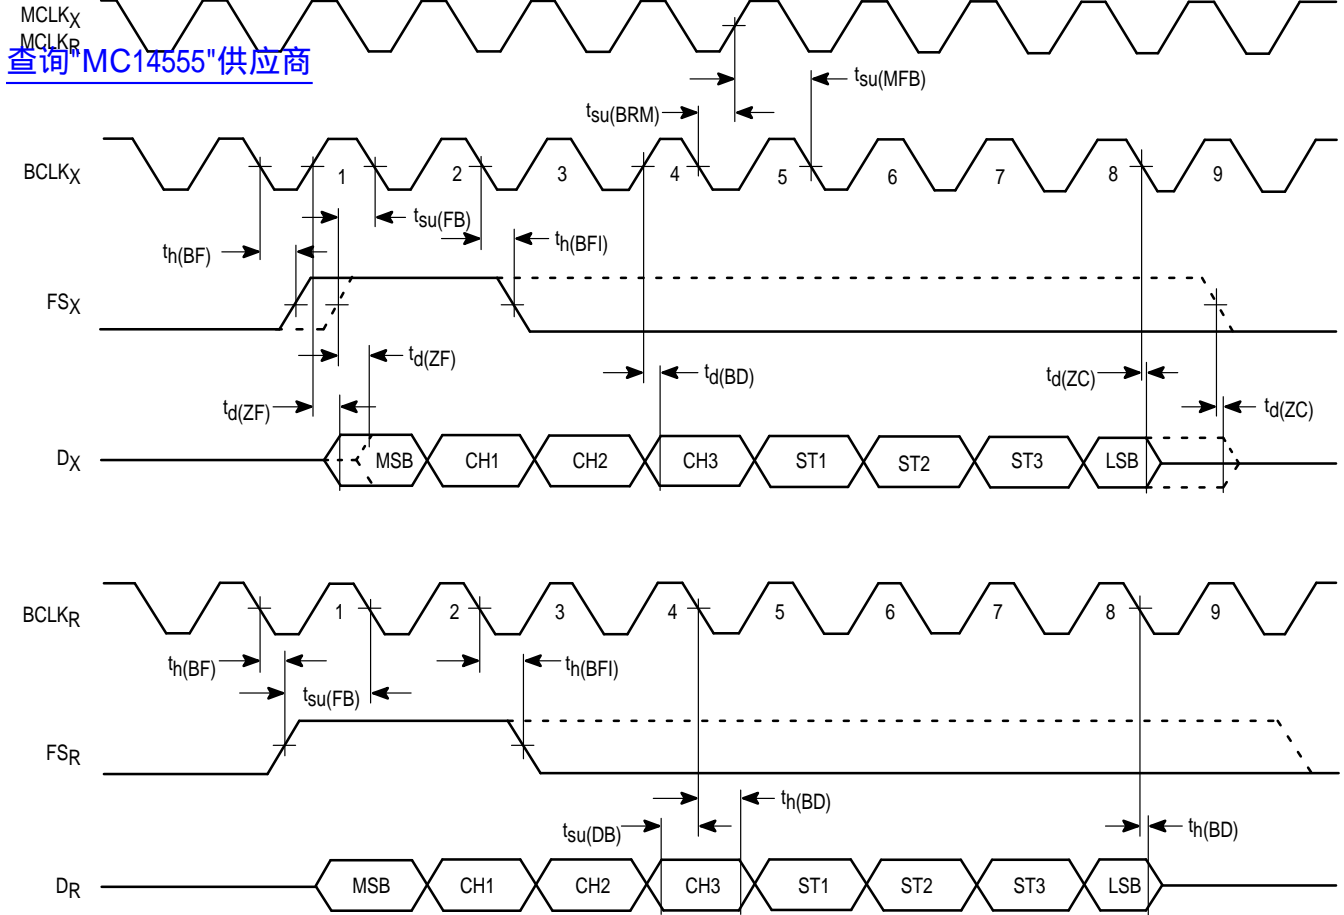 MCLKX
MCLKR
查询"MC14555"供应商
tsu(MFB)
tsu(BRM)
BCLKX
1 2 3 4 5 6 7 8 9
tsu(FB)
th(BF)
th(BFI)
FSX
td(ZF)
td(BD)
td(ZC)
td(ZF)
td(ZC)
DX
MSB CH1 CH2 CH3 ST1 ST2 ST3 LSB
BCLKR
1 2 3 4 5 6 7 8 9
th(BF)
th(BFI)
tsu(FB)
FSR
th(BD)
tsu(DB)
th(BD)
DR
MSB CH1 CH2 CH3 ST1 ST2 ST3 LSB